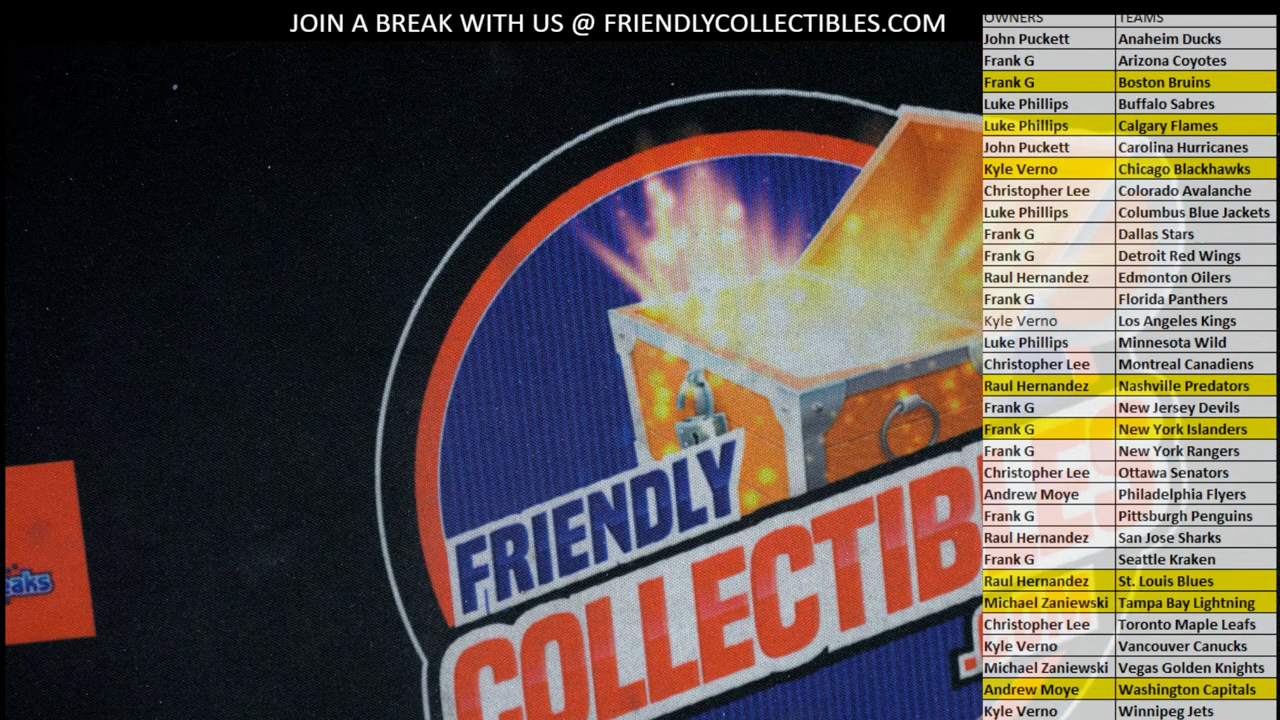 JOIN A BREAK WITH US @ FRIENDLYCOLLECTIBLES.COM
OWNERS TEAMS
John Puckett Anaheim Ducks
Frank G Arizona Coyotes
Frank G Boston Bruins
Luke Phillips Buffalo Sabres
Luke Phillips Calgary Flames
John Puckett Carolina Hurricanes
Kyle Verno Chicago Blackhawks
Christopher Lee Colorado Avalanche
Luke Phillips Columbus Blue Jackets
Frank G Dallas Stars
Frank G Detroit Red Wings
Raul Hernandez Edmonton Oilers
Frank G Florida Panthers
Kyle Verno Los Angeles Kings
Luke Phillips Minnesota Wild
Christopher Lee Montreal Canadiens
Raul Hernandez Nashville Predators
Frank G New Jersey Devils
Frank G New York Islanders
Frank G New York Rangers
Christopher Lee Ottawa Senators
Andrew Moye Philadelphia Flyers
Frank G Pittsburgh Penguins
Raul Hernandez San Jose Sharks
Frank G Seattle Kraken
Raul Hernandez St. Louis Blues
Michael Zaniewski Tampa Bay Lightning
Christopher Lee Toronto Maple Leafs
Kyle Verno Vancouver Canucks
Michael Zaniewski Vegas Golden Knights
Andrew Moye Washington Capitals
Kyle Verno Winnipeg Jets
FRIENDLY
COLLECTIBLES
.COM
eaks